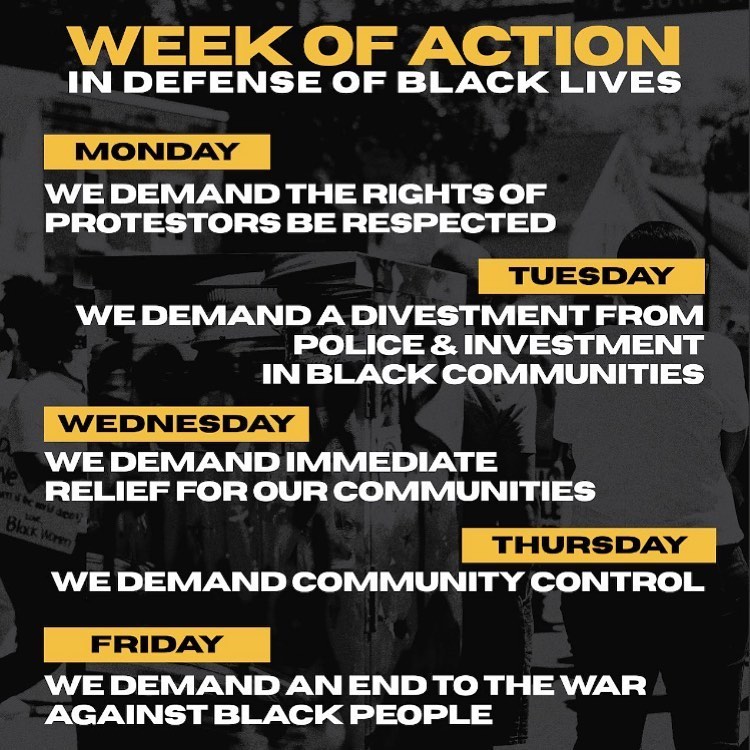 WEEK OF ACTION
IN DEFENSE OF BLACK LIVES
MONDAY
WE DEMAND THE RIGHTS OF
PROTESTORS BE RESPECTED
TUESDAY
WE DEMAND A DIVESTMENT FROM
POLICE & INVESTMENT
IN BLACK COMMUNITIES
WEDNESDAY
WE DEMAND IMMEDIATE
RELIEF FOR OUR COMMUNITIES
THURSDAY
WE DEMAND COMMUNITY CONTROL
FRIDAY
WE DEMAND AN END TO THE WAR
AGAINST BLACK PEOPLE
Black Women